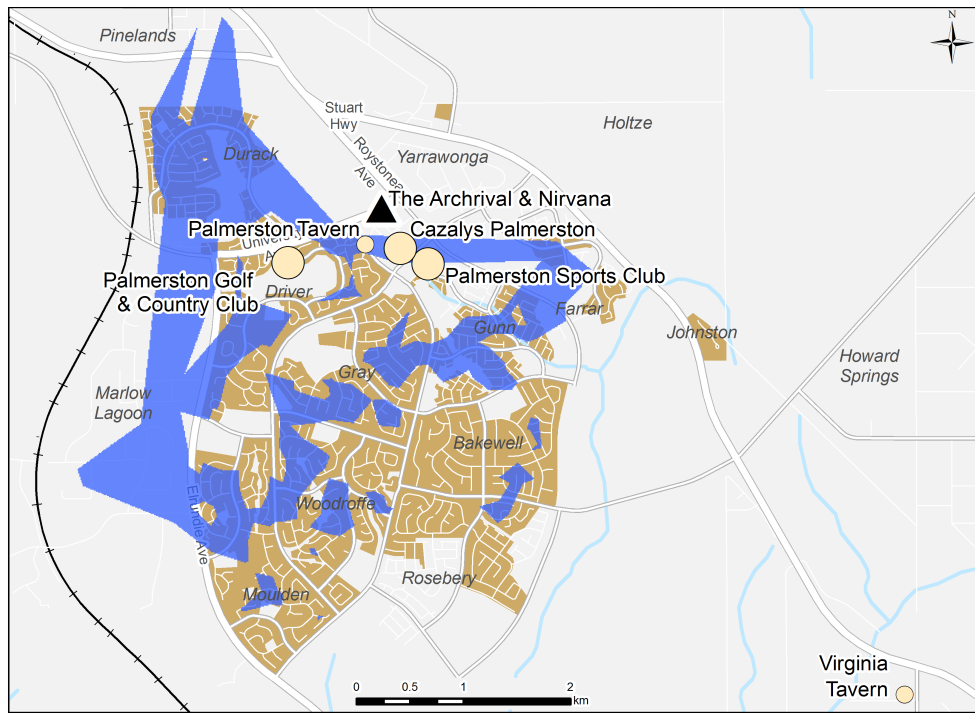 Pinelands
N
Stuart
Hwy
Holtze
Durack
Roystonea
Ave
Yarrawonga
The Archrival & Nirvana
Palmerston Tavern
Cazalys Palmerston
University
Palmerston Golf
& Country Club
Palmerston Sports Club
Driver
Farrar
Gunn
Johnston
Howard
Springs
Gray
Marlow
Lagoon
Bakewell
Woodroffe
Elrundie Ave
Rosebery
Moulden
Virginia
Tavern
0 0.5 1 2
km